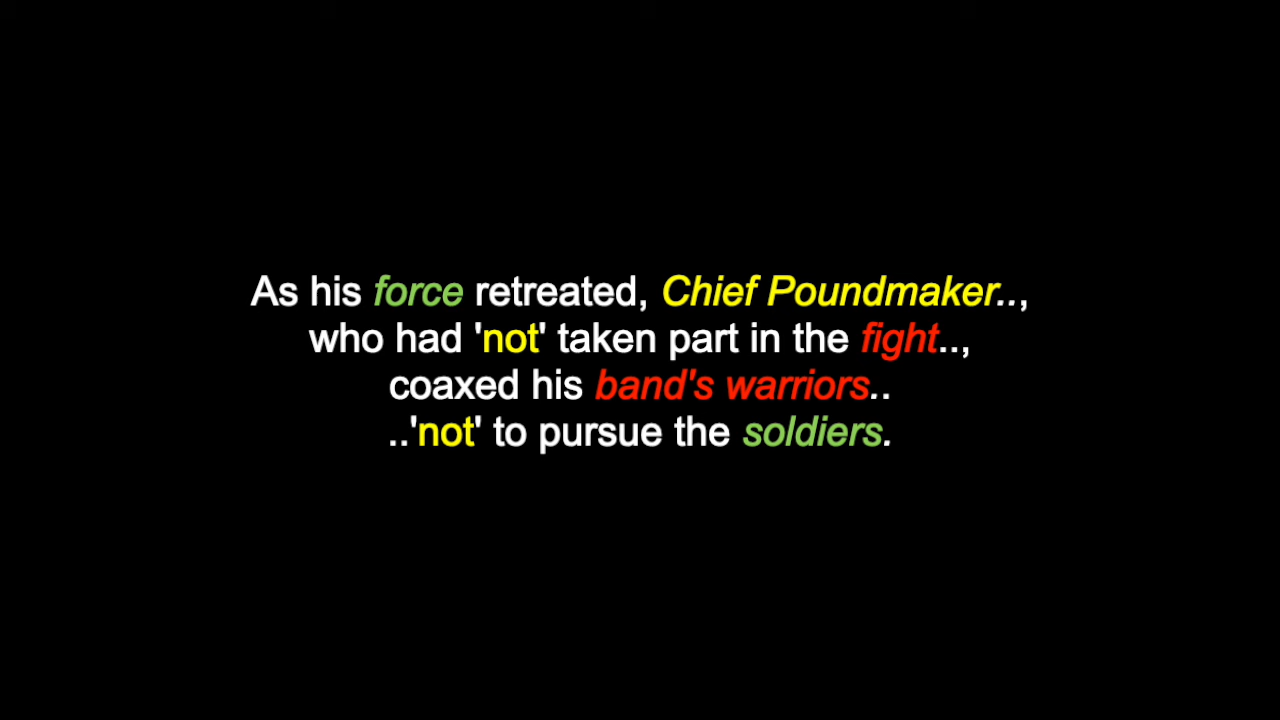 As his force retreated, Chief Poundmaker..,
who had 'not' taken part in the fight..,
coaxed his band's warriors..
..'not' to pursue the soldiers.